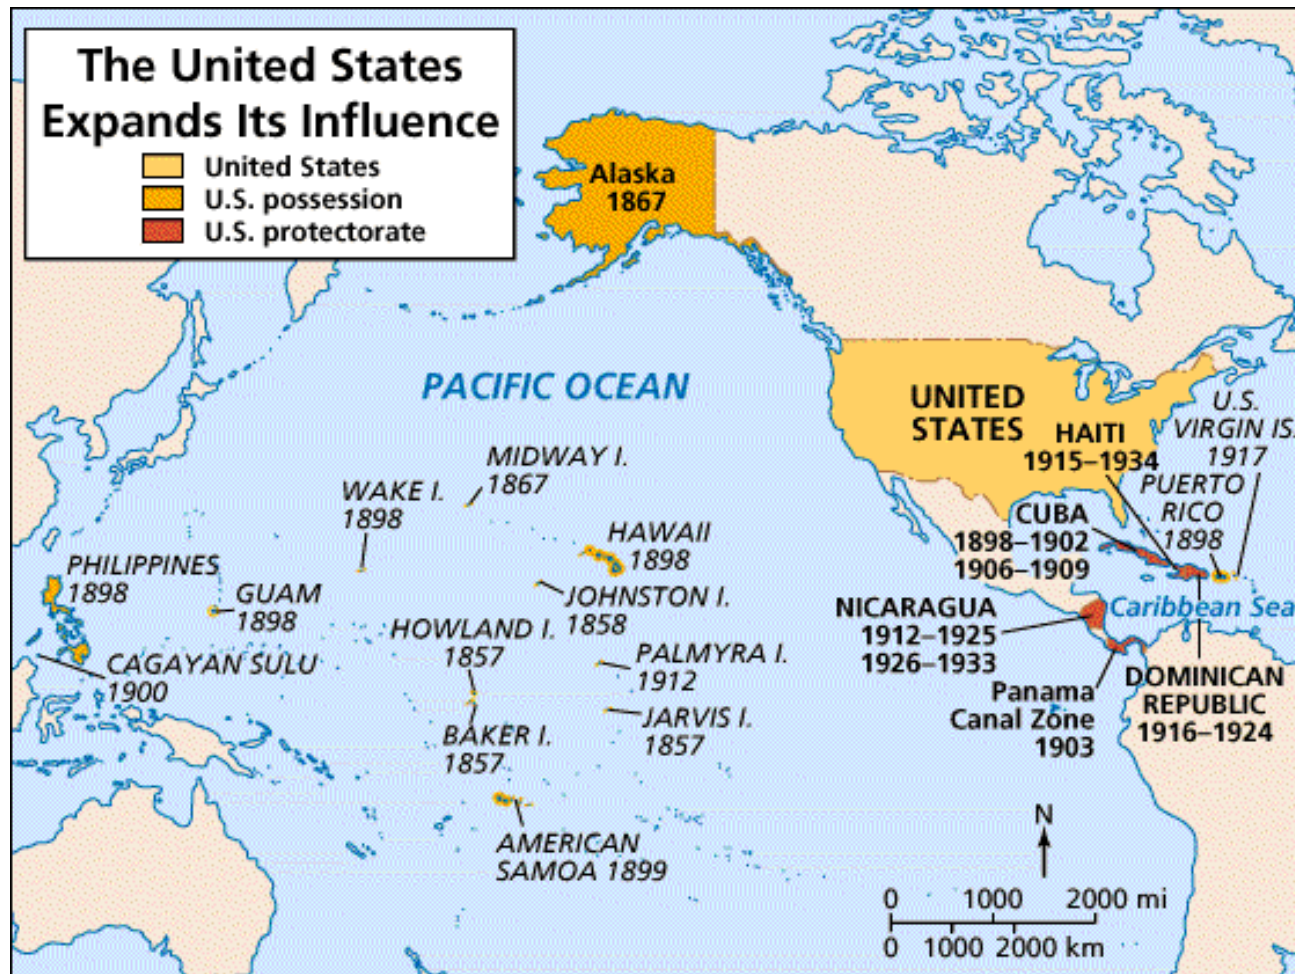 The United States
Expands Its Influence
United States
U.S. possession
U.S. protectorate
Alaska
1867
PACIFIC OCEAN
UNITED
STATES
U.S.
VIRGIN IS.
1917
HAITI
1915–1934
PUERTO
RICO
1898
CUBA
1898–1902
1906–1909
MIDWAY I.
1867
WAKE I.
1898
HAWAII
1898
PHILIPPINES
1898
GUAM
1898
JOHNSTON I.
1858
HOWLAND I.
1857
NICARAGUA
1912–1925
1926–1933
Caribbean Sea
CAGAYAN SULU
1900
PALMYRA I.
1912
Panama
Canal Zone
1903
DOMINICAN
REPUBLIC
1916–1924
BAKER I.
1857
JARVIS I.
1857
AMERICAN
SAMOA 1899
N
0 1000 2000 mi
0 1000 2000 km